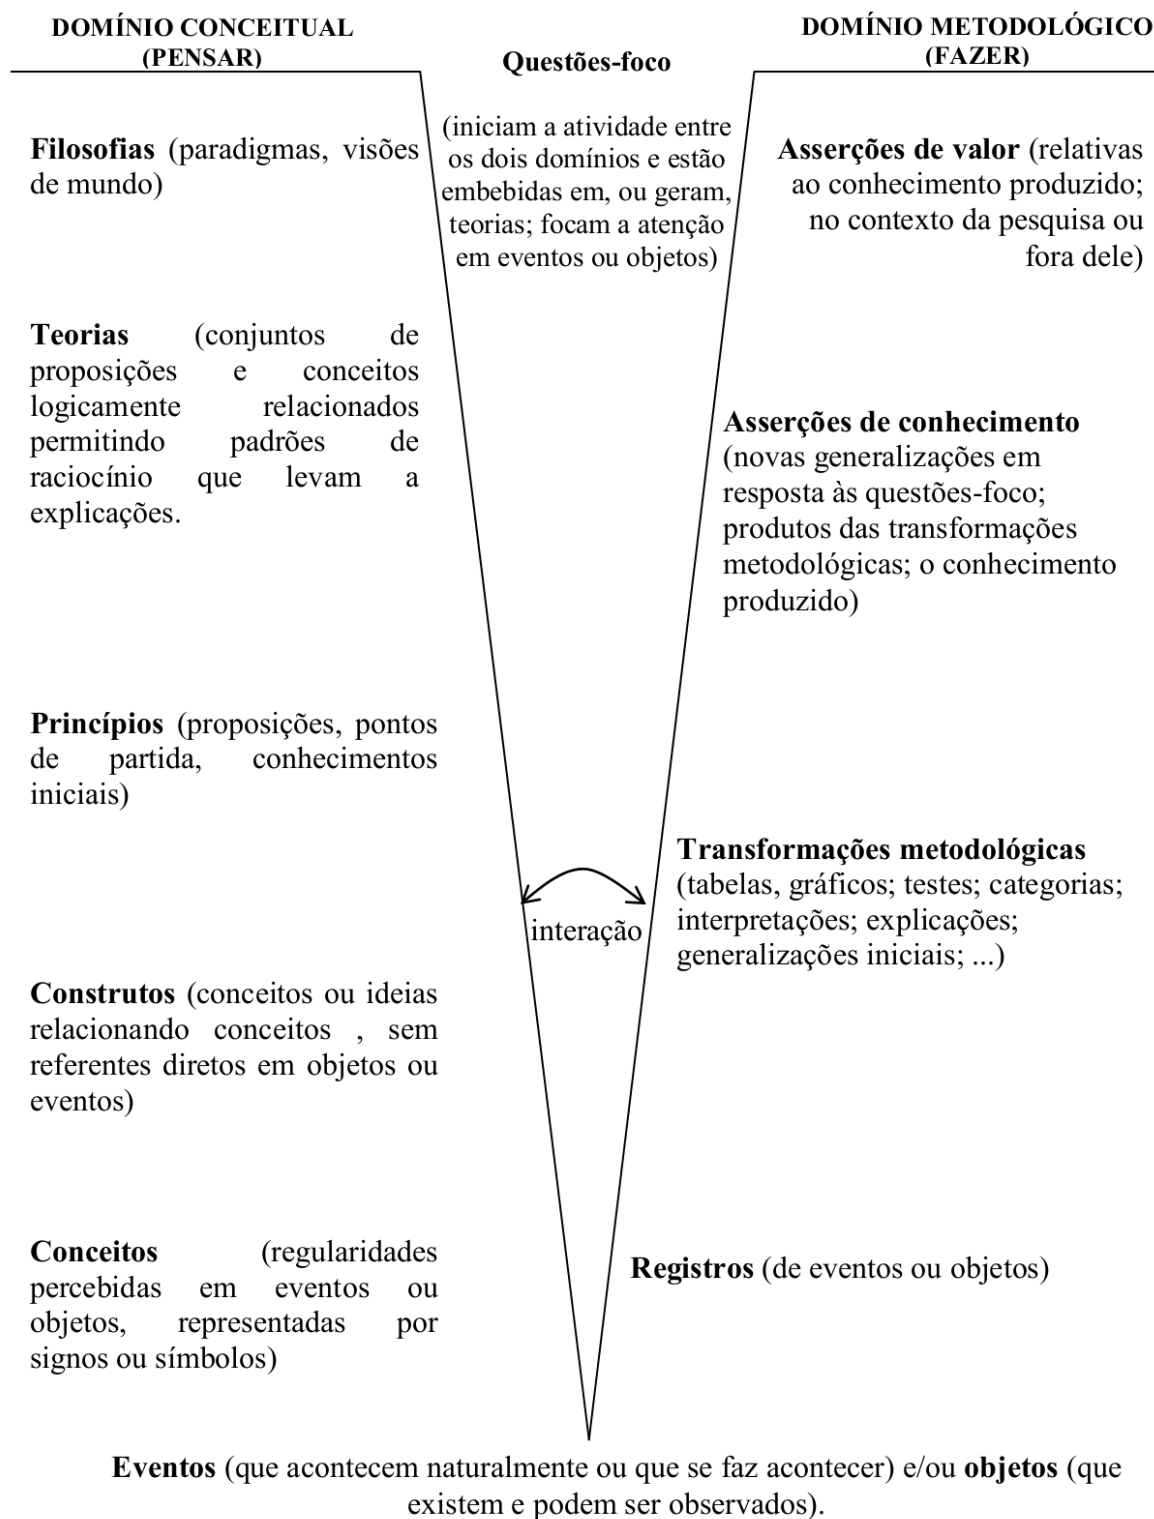 DOMÍNIO CONCEITUAL
(PENSAR)
Questões-foco
(iniciam a atividade entre
os dois domínios e estão
embebidas em, ou geram,
teorias; focam a atenção
em eventos ou objetos)
DOMÍNIO METODOLÓGICO
(FAZER)
Filosofias (paradigmas, visões
de mundo)
Teorias (conjuntos de
proposições e conceitos
logicamente relacionados
permitindo padrões de
raciocínio que levam a
explicações.
Princípios (proposições, pontos
de partida, conhecimentos
iniciais)
Construtos (conceitos ou ideias
relacionando conceitos , sem
referentes diretos em objetos ou
eventos)
Conceitos (regularidades
percebidas em eventos ou
objetos, representadas por
signos ou símbolos)
interação
Asserções de valor (relativas
ao conhecimento produzido;
no contexto da pesquisa ou
fora dele)
Asserções de conhecimento
(novas generalizações em
resposta às questões-foco;
produtos das transformações
metodológicas; o conhecimento
produzido)
Transformações metodológicas
(tabelas, gráficos; testes; categorias;
interpretações; explicações;
generalizações iniciais; ...)
Registros (de eventos ou objetos)
Eventos (que acontecem naturalmente ou que se faz acontecer) e/ou objetos (que
existem e podem ser observados).